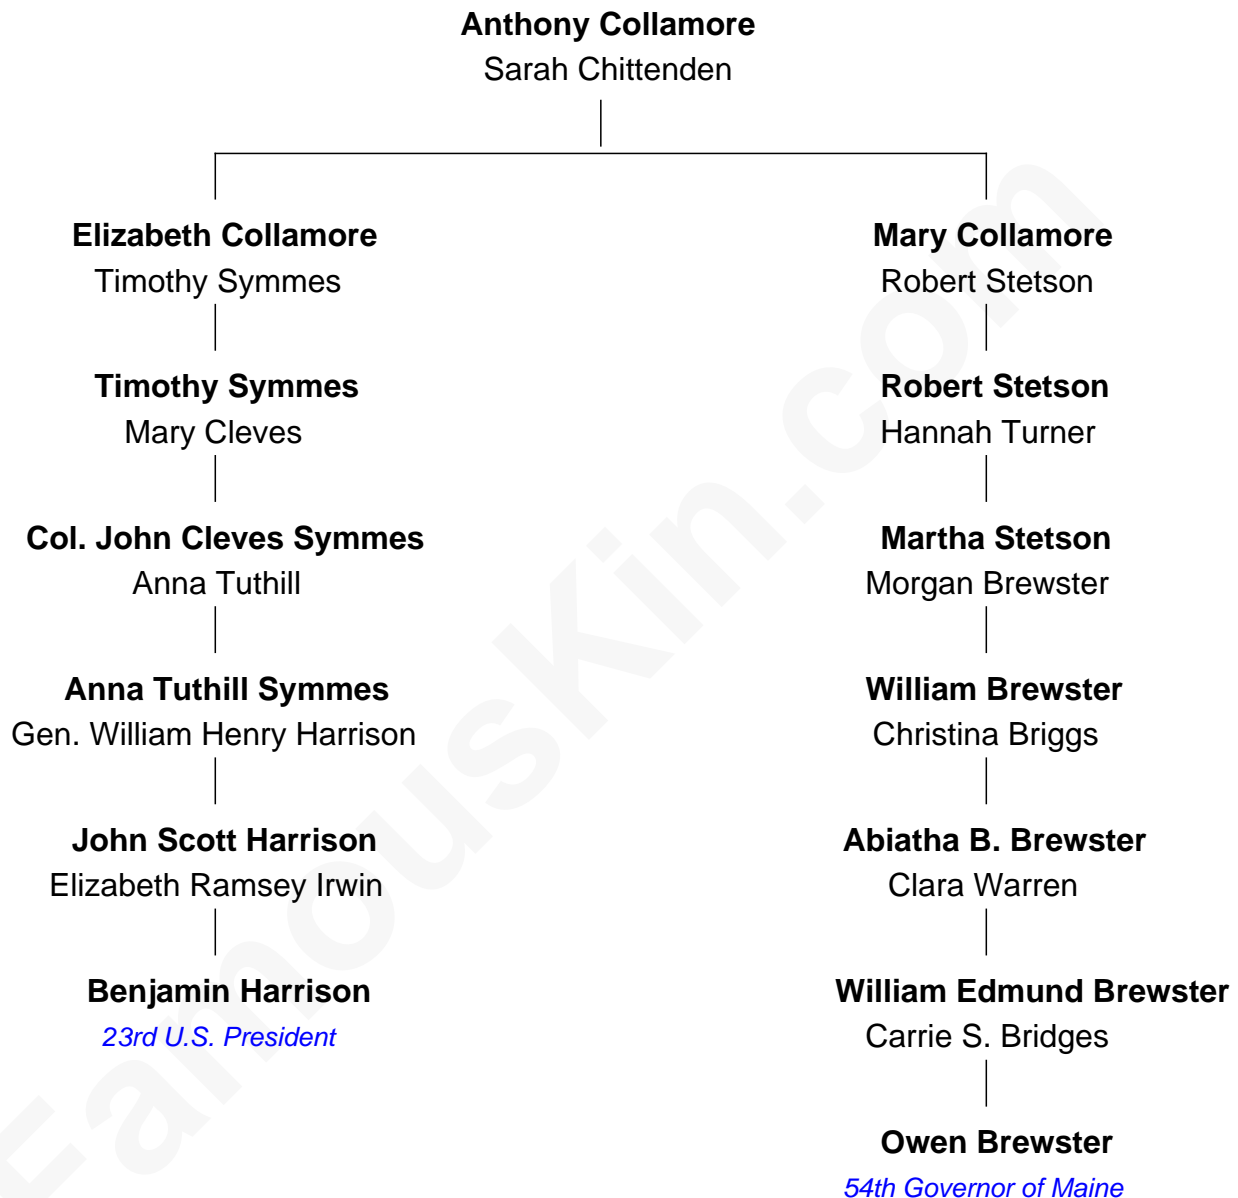 Anthony Collamore
Sarah Chittenden
Elizabeth Collamore
Timothy Symmes
Mary Collamore
Robert Stetson
Timothy Symmes
Mary Cleves
Robert Stetson
Hannah Turner
Col. John Cleves Symmes
Anna Tuthill
Martha Stetson
Morgan Brewster
Anna Tuthill Symmes
Gen. William Henry Harrison
William Brewster
Christina Briggs
John Scott Harrison
Elizabeth Ramsey Irwin
Abiatha B. Brewster
Clara Warren
Benjamin Harrison
23rd U.S. President
William Edmund Brewster
Carrie S. Bridges
Owen Brewster
54th Governor of Maine
FamousKin.com